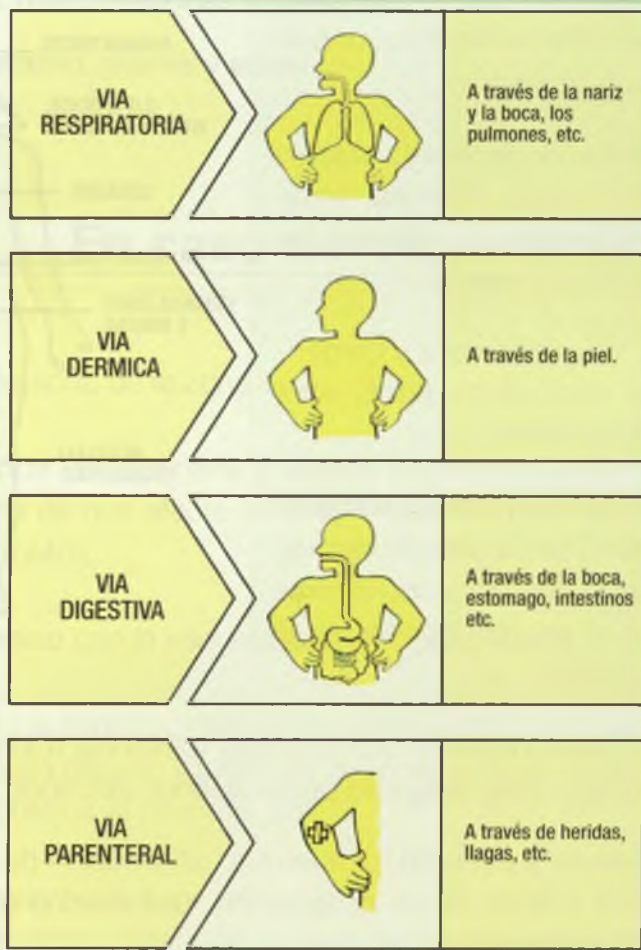 VIA
RESPIRATORIA
A través de la nariz
y la boca, los
pulmones, etc.
VIA
DERMICA
A través de la piel.
VIA
DIGESTIVA
A través de la boca,
estomago, intestinos
etc.
VIA
PARENTERAL
A través de heridas,
llagas, etc.